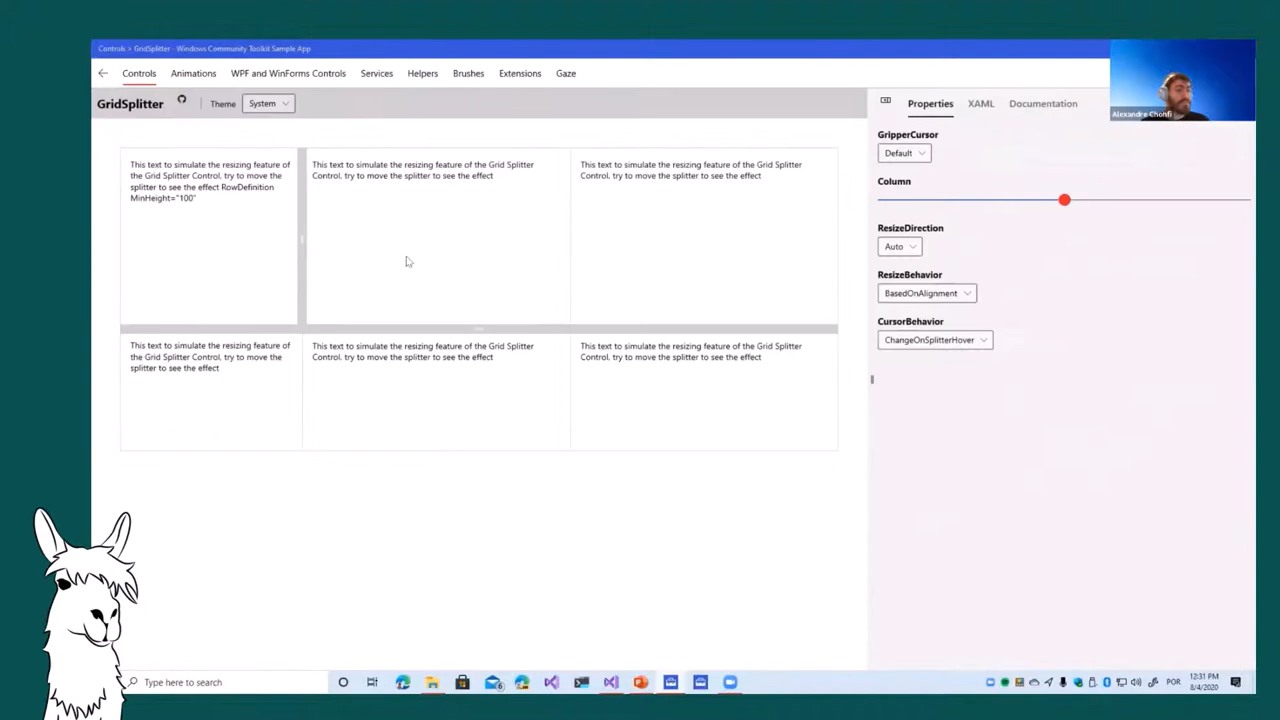 Controls > GridSplitter - Windows Community Toolkit Sample App
Controls Animations WPF and WinForms Controls Services Helpers Brushes Extensions Gaze
GridSplitter Theme System
Properties XAML Documentation
Alexandre Chohfi
This text to simulate the resizing feature of
the Grid Splitter Control, try to move the
splitter to see the effect RowDefinition
MinHeight="100"
This text to simulate the resizing feature of the Grid Splitter
Control, try to move the splitter to see the effect
This text to simulate the resizing feature of the Grid Splitter
Control, try to move the splitter to see the effect
This text to simulate the resizing feature of
the Grid Splitter Control, try to move the
splitter to see the effect
This text to simulate the resizing feature of the Grid Splitter
Control, try to move the splitter to see the effect
This text to simulate the resizing feature of the Grid Splitter
Control, try to move the splitter to see the effect
GripperCursor
Default
Column
ResizeDirection
Auto
ResizeBehavior
BasedOnAlignment
CursorBehavior
ChangeOnSplitterHover
Type here to search
6
POR
12:31 PM
8/4/2020